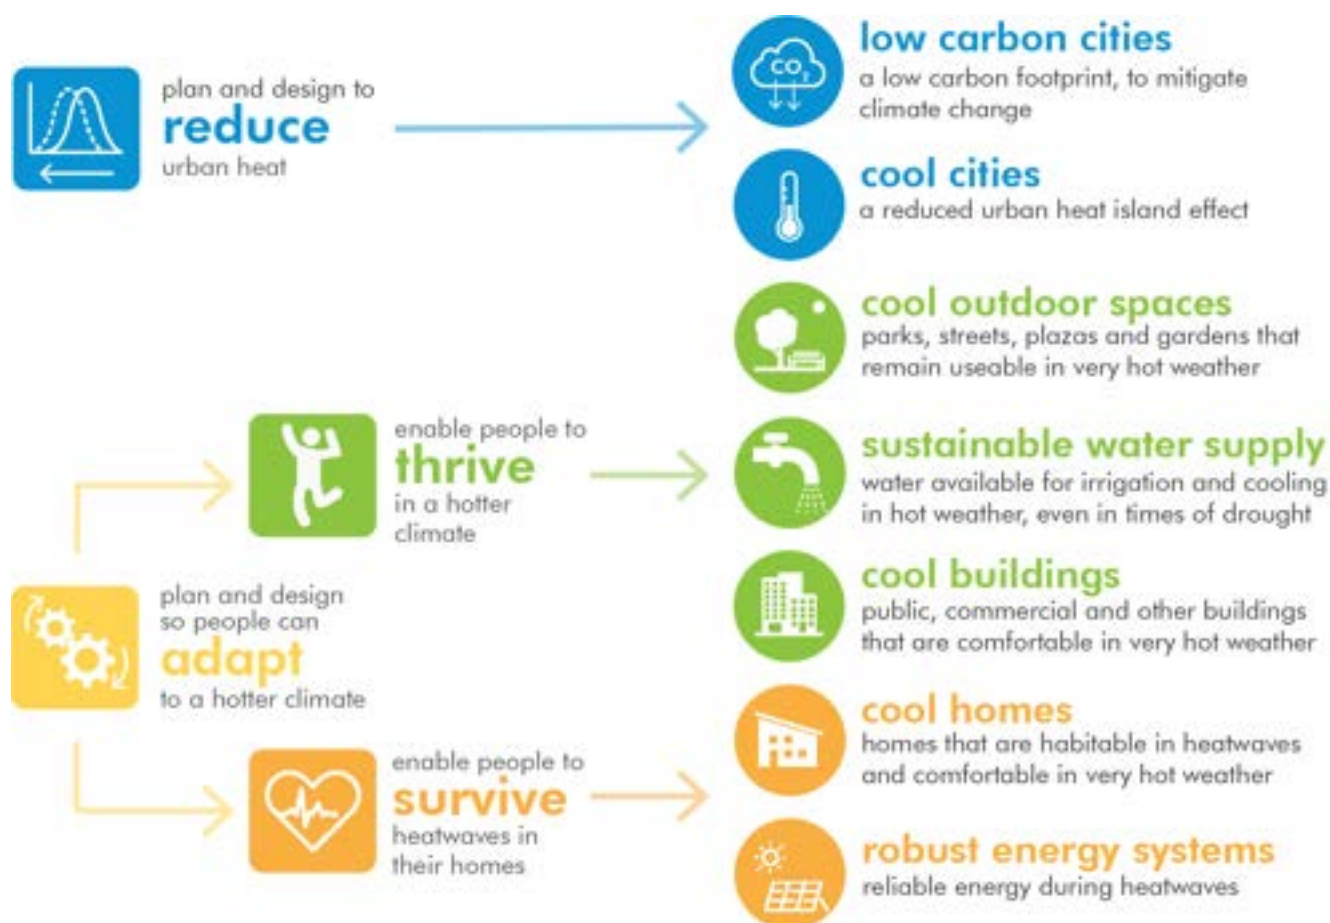 plan and design to
reduce
urban heat
low carbon cities
a low carbon footprint, to mitigate
climate change
CO2
cool cities
a reduced urban heat island effect
cool outdoor spaces
parks, streets, plazas and gardens that
remain useable in very hot weather
enable people to
thrive
in a hotter
climate
sustainable water supply
water available for irrigation and cooling
in hot weather, even in times of drought
cool buildings
public, commercial and other buildings
that are comfortable in very hot weather
plan and design
so people can
adapt
to a hotter climate
enable people to
survive
heatwaves in
their homes
cool homes
homes that are habitable in heatwaves
and comfortable in very hot weather
robust energy systems
reliable energy during heatwaves